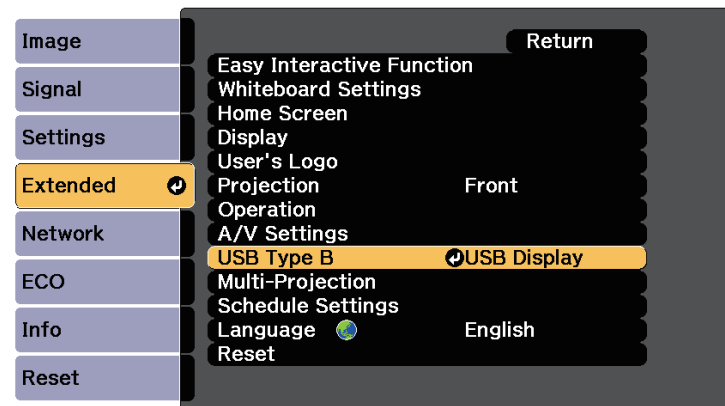 Image
Signal
Settings
Extended
Network
ECO
Info
Reset
Return
Easy Interactive Function
Whiteboard Settings
Home Screen
Display
User's Logo
Projection Front
Operation
A/V Settings
USB Type B USB Display
Multi-Projection
Schedule Settings
Language English
Reset